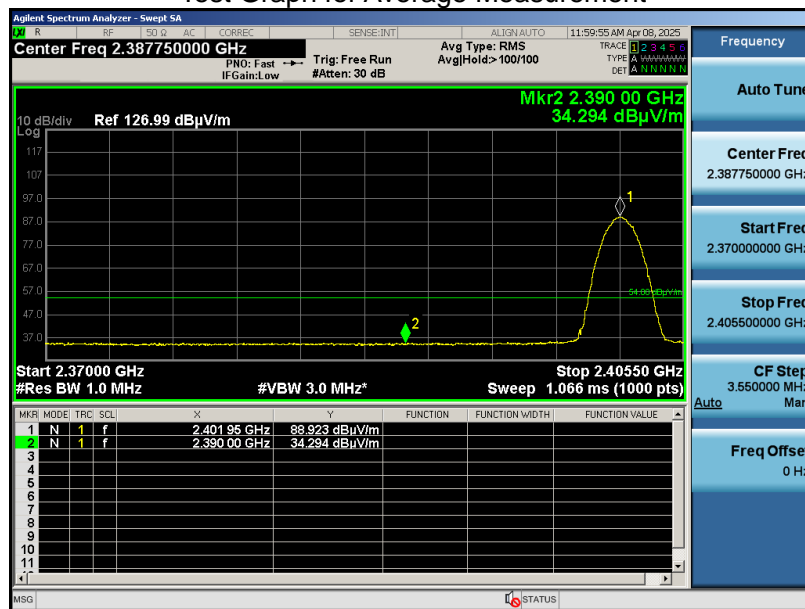 Test Graph for Average Measurement
Agilent Spectrum Analyzer - Swept SA
LXI R RF 50 Ω AC CORREC SENSE:INT ALIGN AUTO 11:59:55 AM Apr 08, 2025
Center Freq 2.387750000 GHz
PNO: Fast
IFGain:Low
Trig: Free Run
#Atten: 30 dB
Avg Type: RMS
Avg|Hold:>100/100
TRACE 1 2 3 4 5 6
TYPE A
DET A N N N N N
Mkr2 2.390 00 GHz
34.294 dBµV/m
10 dB/div Ref 126.99 dBµV/m
Log
117
107
97.0
87.0
77.0
67.0
57.0
47.0
37.0
1
54.00 dBµV/m
2
Start 2.37000 GHz Stop 2.40550 GHz
#Res BW 1.0 MHz #VBW 3.0 MHz* Sweep 1.066 ms (1000 pts)
MKR MODE TRC SCL X Y FUNCTION FUNCTION WIDTH FUNCTION VALUE
1 N 1 f 2.401 95 GHz 88.923 dBµV/m
2 N 1 f 2.390 00 GHz 34.294 dBµV/m
3
4
5
6
7
8
9
10
11
MSG STATUS
Frequency
Auto Tune
Center Freq
2.387750000 GHz
Start Freq
2.370000000 GHz
Stop Freq
2.405500000 GHz
CF Step
3.550000 MHz
Auto Man
Freq Offset
0 Hz